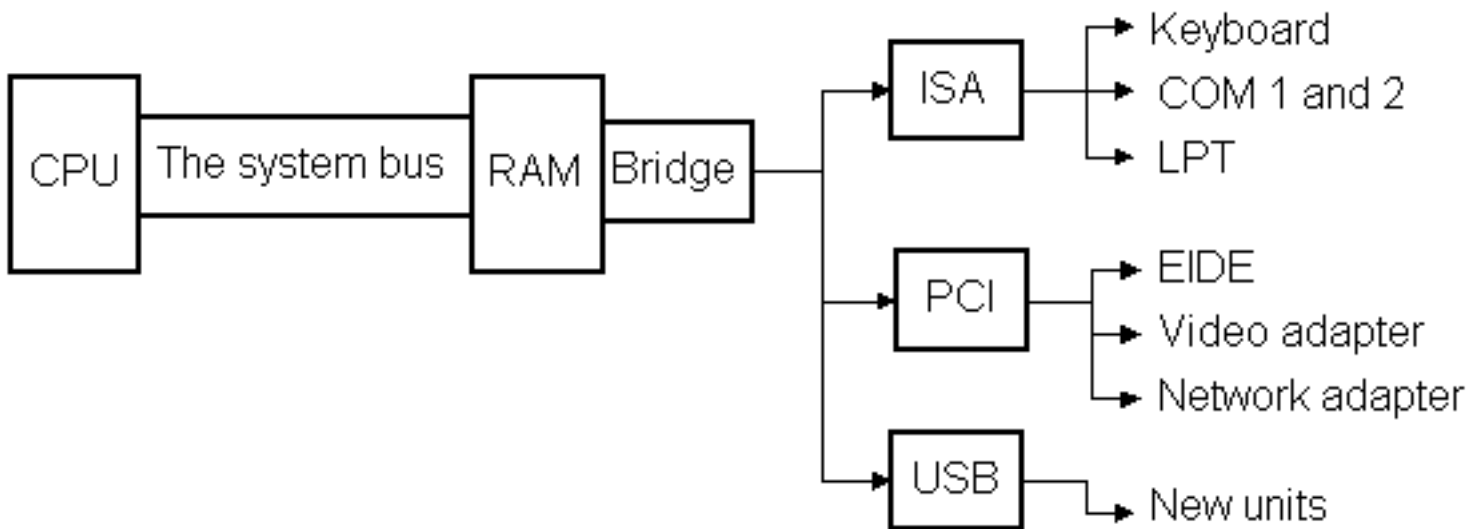 CPU
The system bus
RAM
Bridge
ISA
Keyboard
COM 1 and 2
LPT
PCI
EIDE
Video adapter
Network adapter
USB
New units